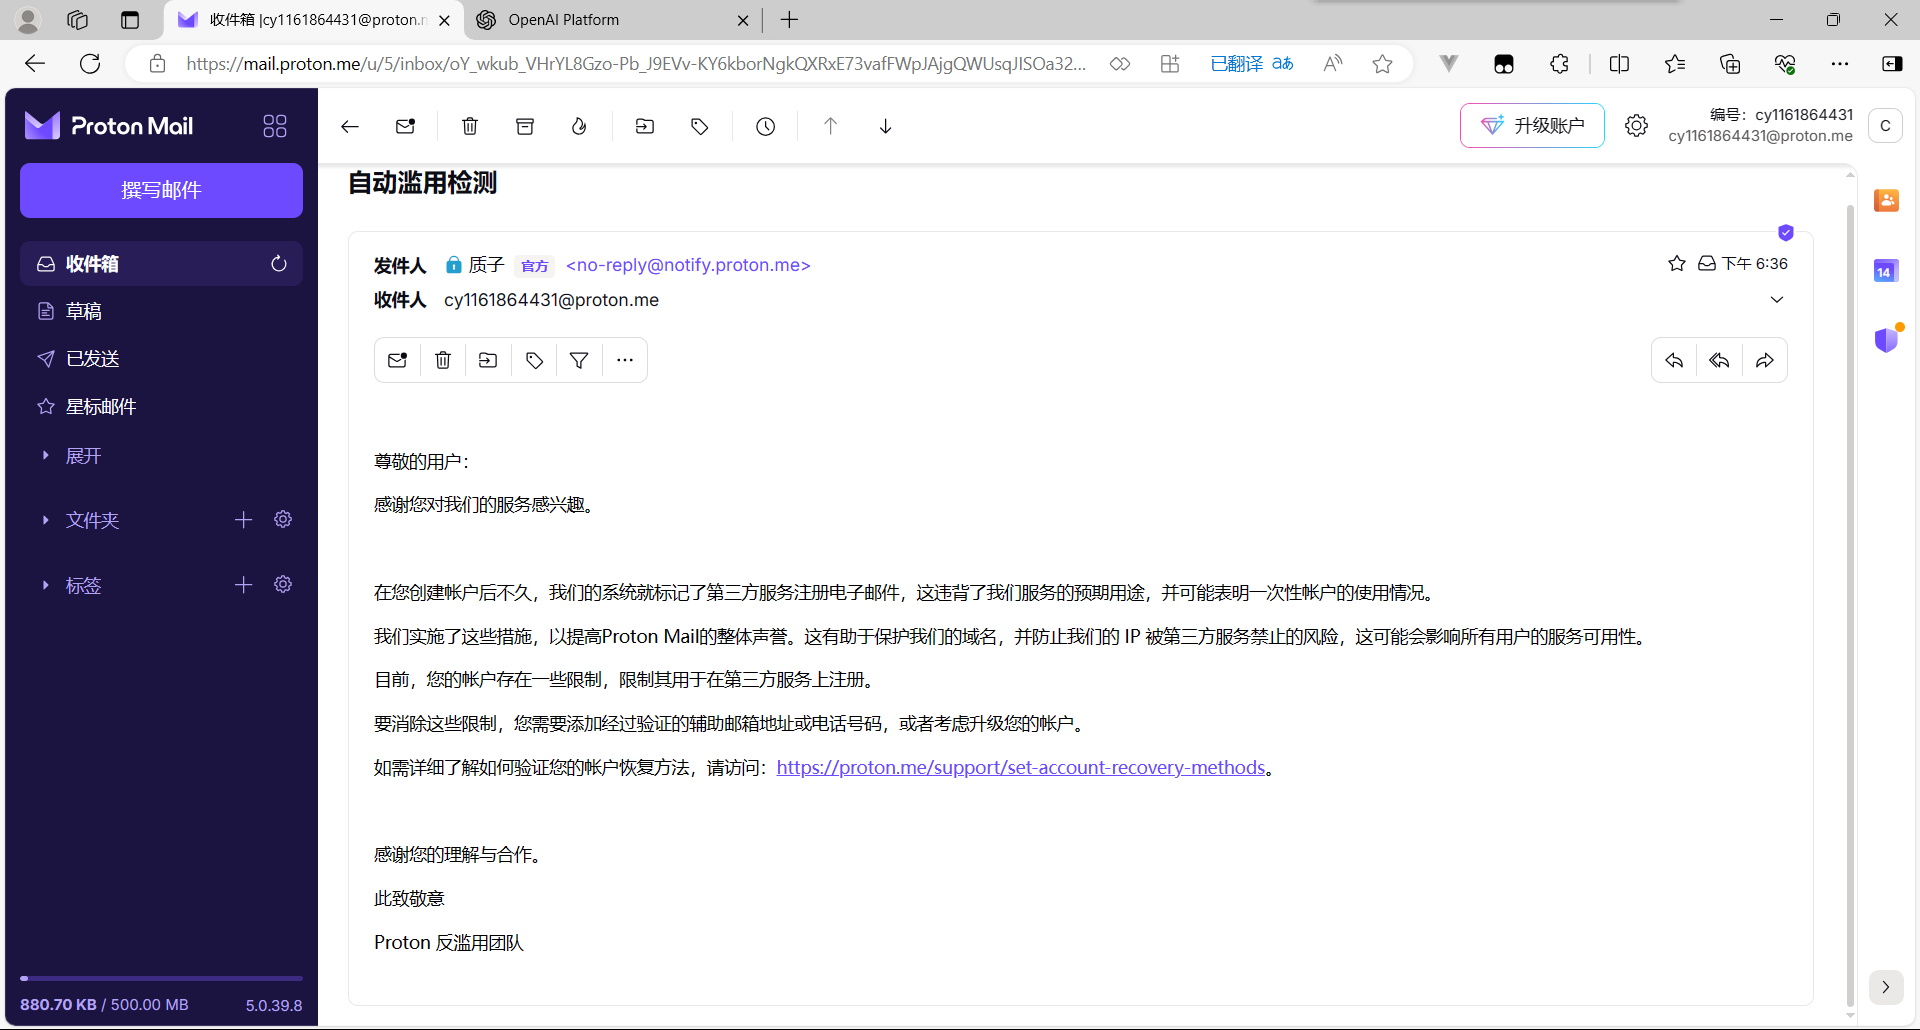 收件箱 |cy1161864431@proton.m
OpenAI Platform
https://mail.proton.me/u/5/inbox/oY_wkub_VHrYL8Gzo-Pb_J9EVv-KY6kborNgkQXRxE73vafFWpJAjgQWUsqJISOa32...
已翻译 aあ
Proton Mail
升级账户
编号：cy1161864431
cy1161864431@proton.me
C
撰写邮件
收件箱
草稿
已发送
星标邮件
展开
文件夹
标签
880.70 KB / 500.00 MB
5.0.39.8
自动滥用检测
发件人 质子 官方 <no-reply@notify.proton.me>
下午 6:36
收件人 cy1161864431@proton.me
14
尊敬的用户：
感谢您对我们的服务感兴趣。
在您创建帐户后不久，我们的系统就标记了第三方服务注册电子邮件，这违背了我们服务的预期用途，并可能表明一次性帐户的使用情况。
我们实施了这些措施，以提高Proton Mail的整体声誉。这有助于保护我们的域名，并防止我们的 IP 被第三方服务禁止的风险，这可能会影响所有用户的服务可用性。
目前，您的帐户存在一些限制，限制其用于在第三方服务上注册。
要消除这些限制，您需要添加经过验证的辅助邮箱地址或电话号码，或者考虑升级您的帐户。
如需详细了解如何验证您的帐户恢复方法，请访问：https://proton.me/support/set-account-recovery-methods。
感谢您的理解与合作。
此致敬意
Proton 反滥用团队